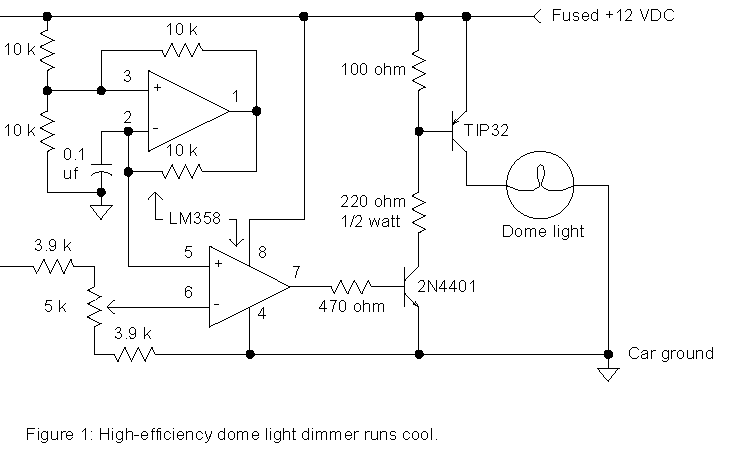 Fused +12 VDC
10 k
10 k
100 ohm
3
+
1
2
-
TIP32
10 k
0.1
uf
10 k
220 ohm
1/2 watt
LM358
Dome light
3.9 k
5
8
+
7
6
-
2N4401
5 k
470 ohm
4
3.9 k
Car ground
Figure 1: High-efficiency dome light dimmer runs cool.